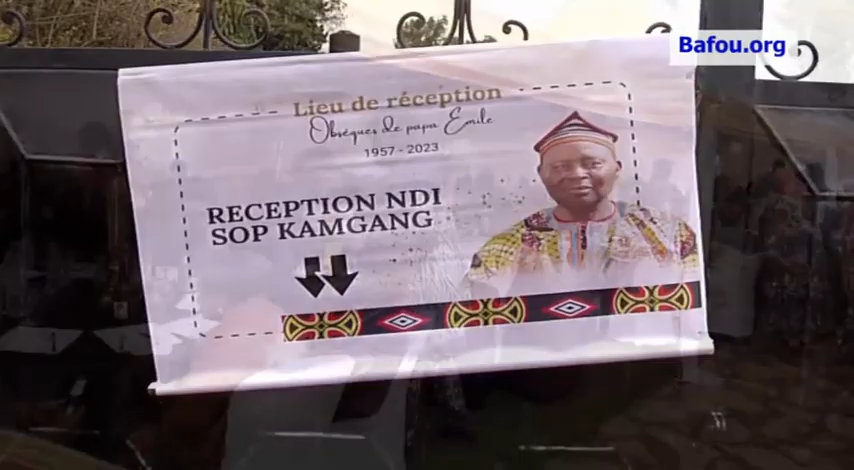 Bafou.org
Lieu de réception
Obsèques de papa Emile
1957 - 2023
RECEPTION NDI
SOP KAMGANG